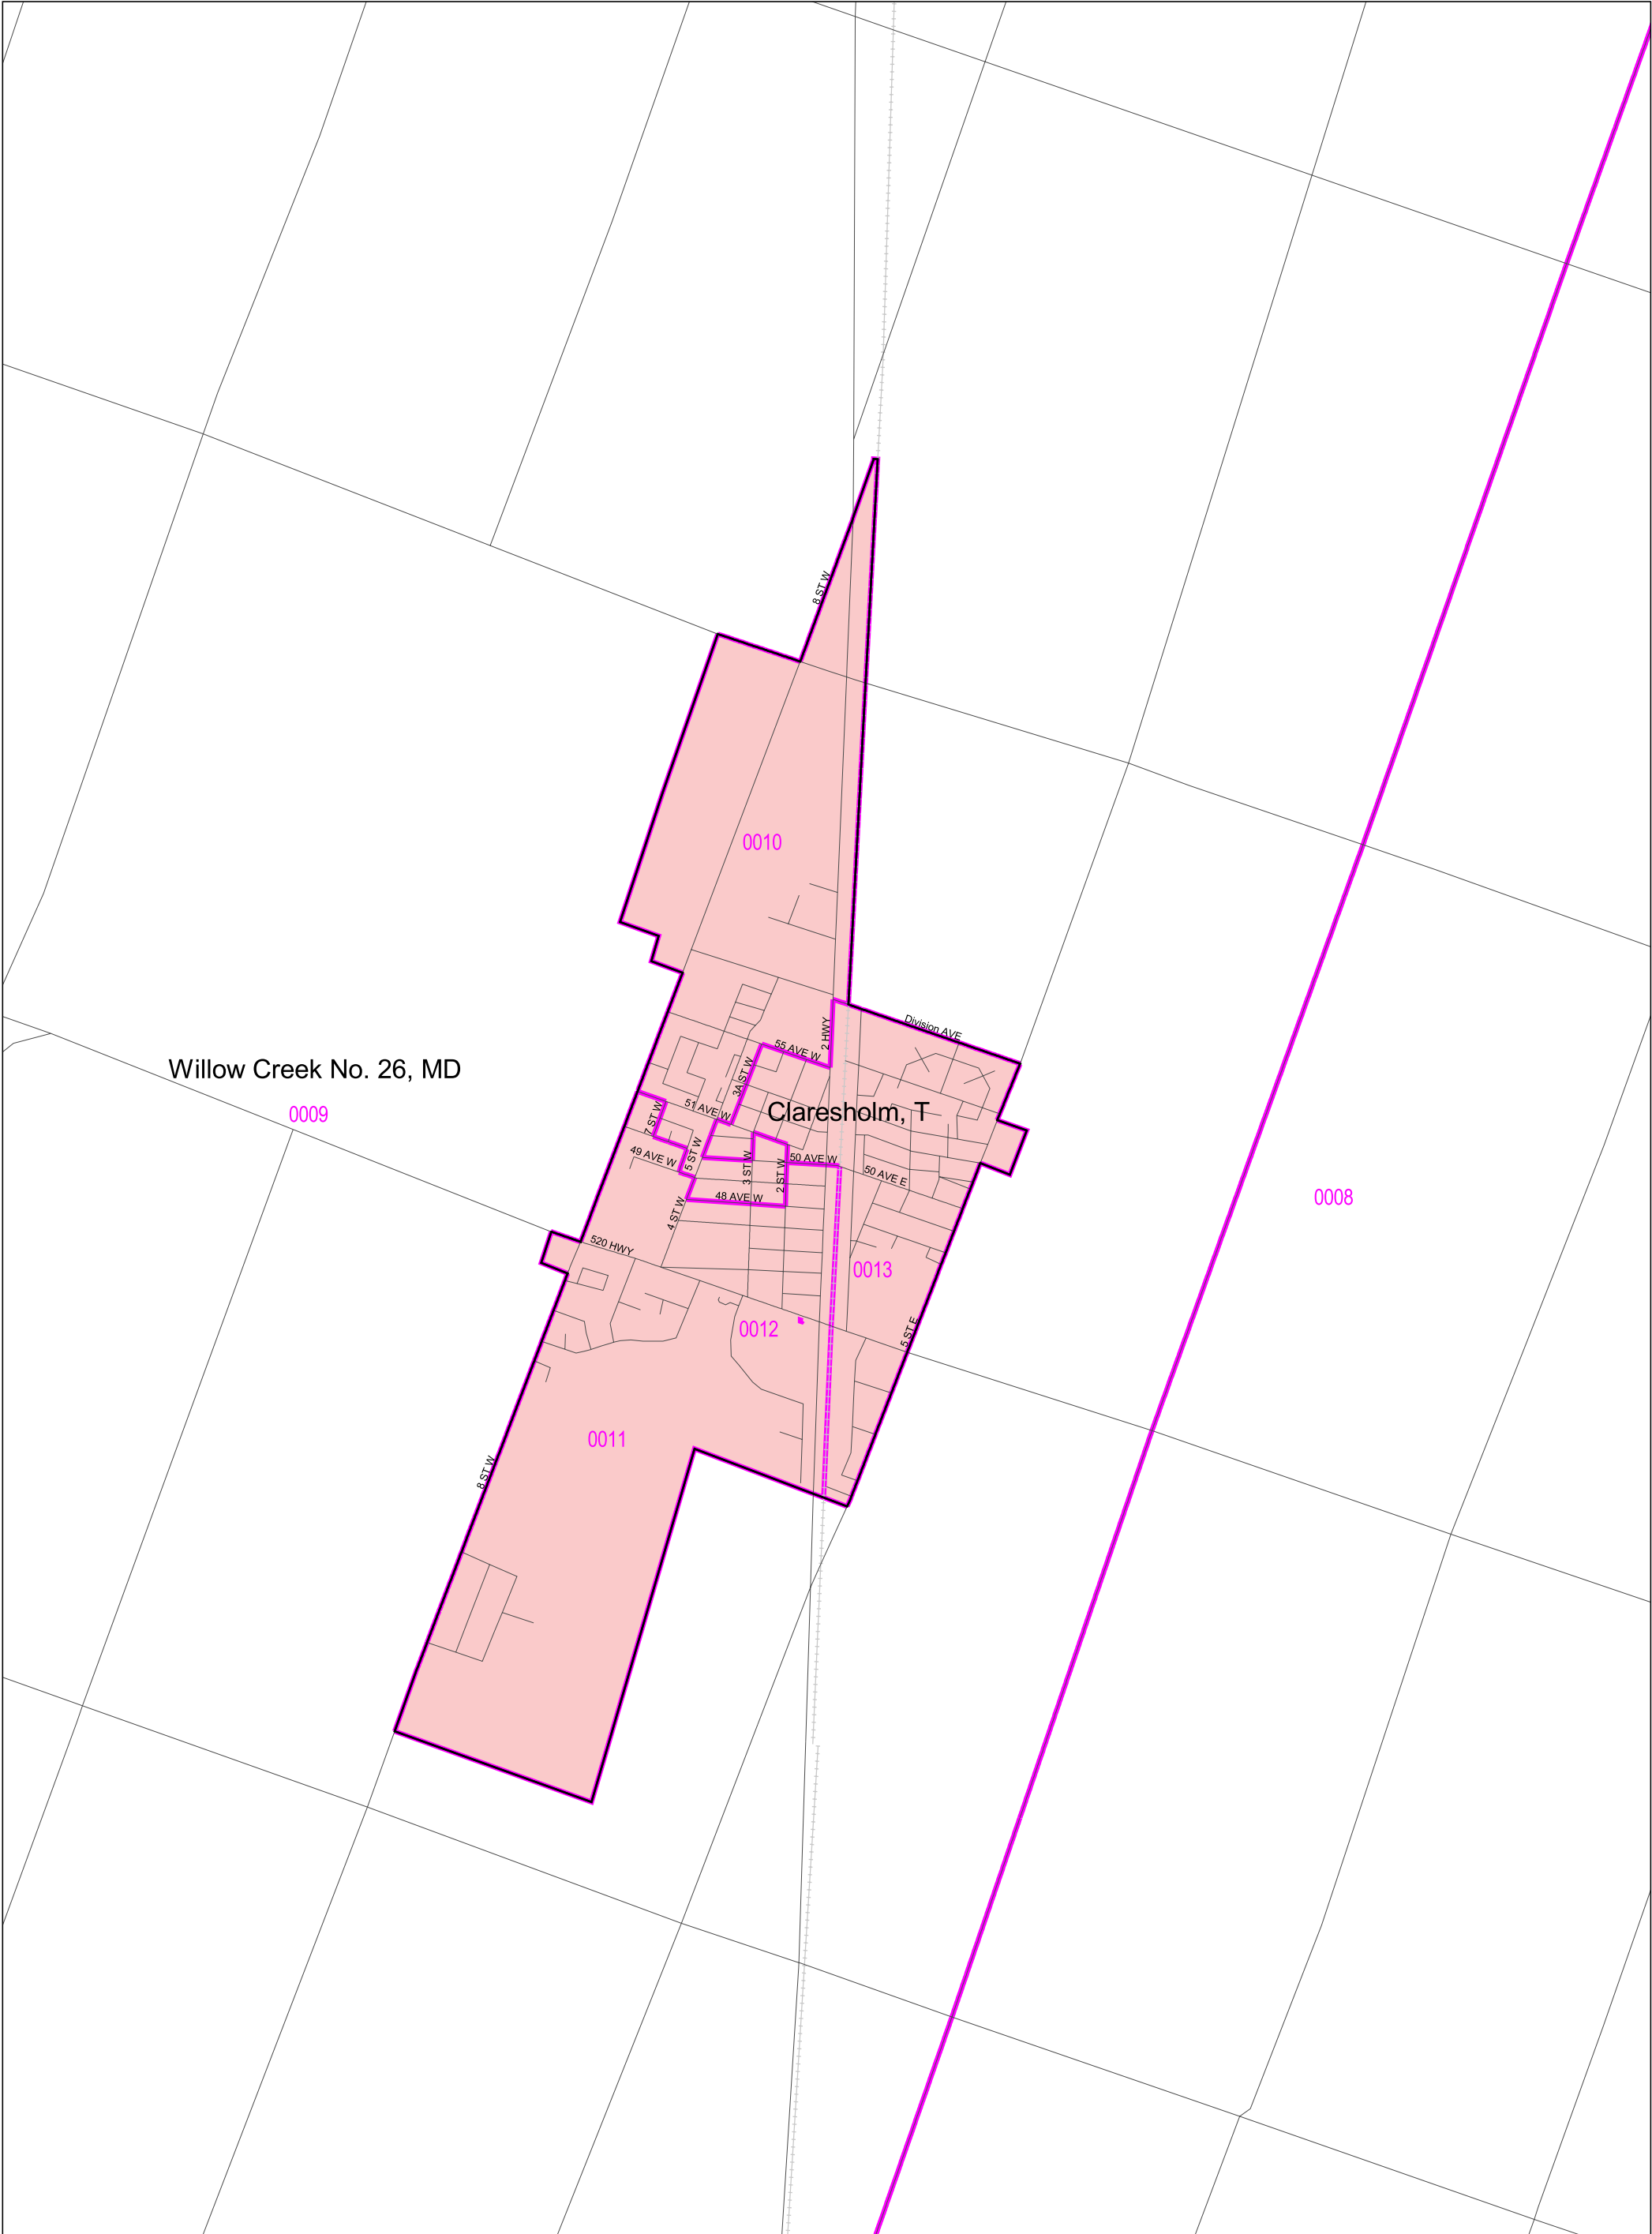 8 ST W
0010
Division AVE
2 HWY
55 AVE W
3A ST W
Willow Creek No. 26, MD
0009
Claresholm, T
51 AVE W
7 ST W
5 ST W
49 AVE W
3 ST W
2 ST W
50 AVE W
50 AVE E
48 AVE W
4 ST W
0008
520 HWY
0013
0012
5 ST E
0011
8 ST W